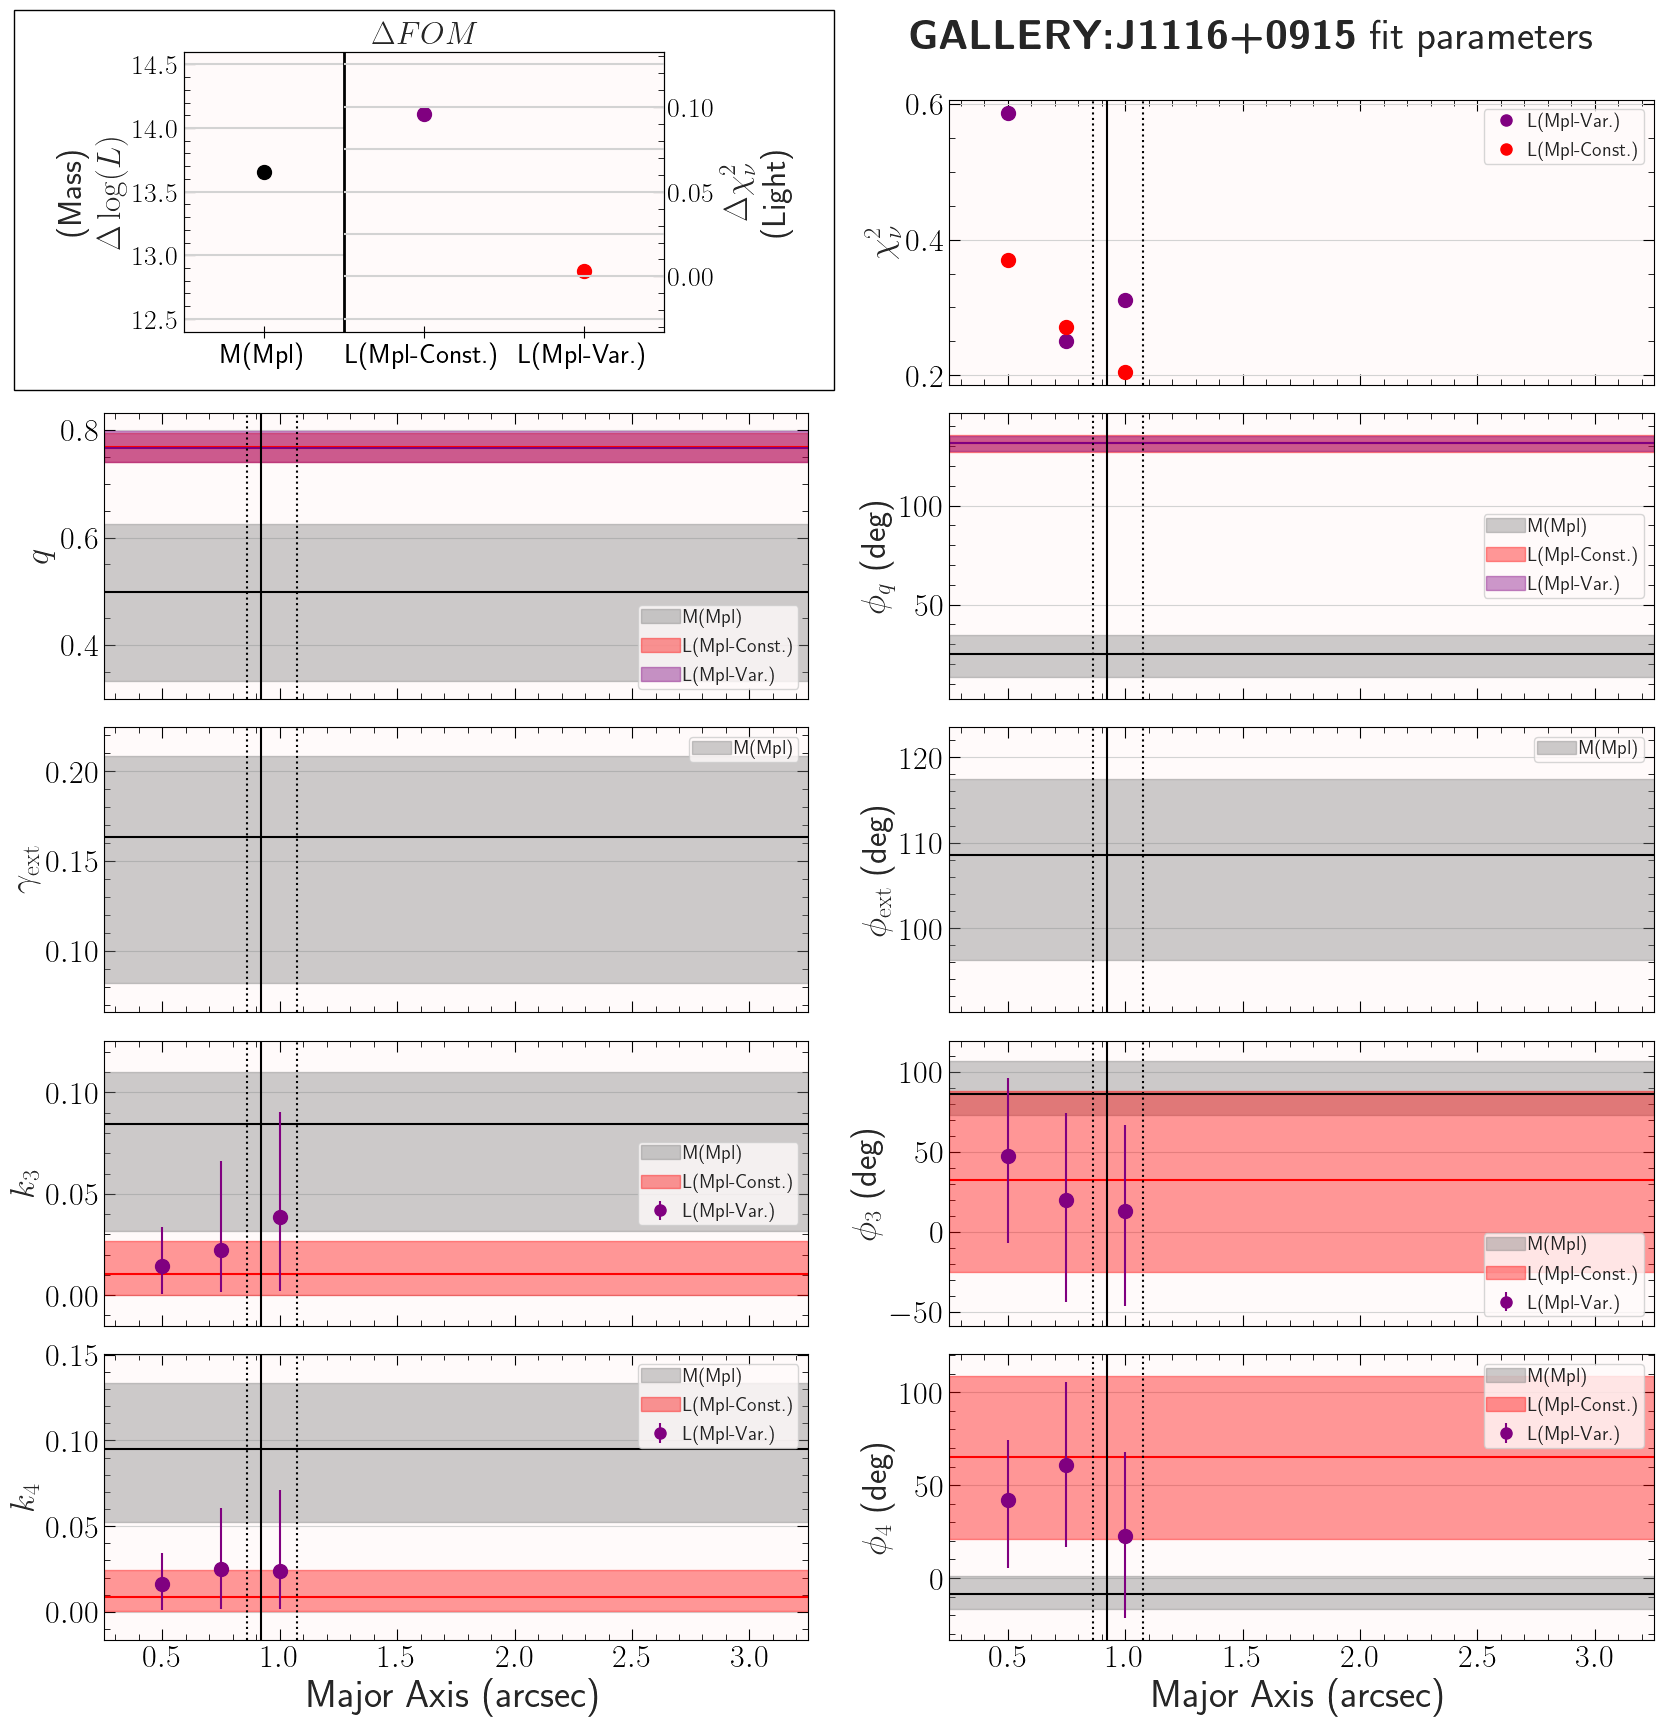 ΔFOM
GALLERY:J1116+0915 fit parameters
14.5
14.0
13.5
13.0
12.5
(Mass)
Δ log(L)
0.10
0.05
0.00
Δχ²ᵥ
(Light)
M(Mpl)
L(Mpl-Const.)
L(Mpl-Var.)
0.6
0.4
0.2
χ²ᵥ
L(Mpl-Var.)
L(Mpl-Const.)
0.8
0.6
0.4
q
M(Mpl)
L(Mpl-Const.)
L(Mpl-Var.)
100
50
ϕq (deg)
M(Mpl)
L(Mpl-Const.)
L(Mpl-Var.)
0.20
0.15
0.10
γext
M(Mpl)
120
110
100
ϕext (deg)
M(Mpl)
0.10
0.05
0.00
k3
M(Mpl)
L(Mpl-Const.)
L(Mpl-Var.)
100
50
0
−50
ϕ3 (deg)
M(Mpl)
L(Mpl-Const.)
L(Mpl-Var.)
0.15
0.10
0.05
0.00
k4
M(Mpl)
L(Mpl-Const.)
L(Mpl-Var.)
0.5 1.0 1.5 2.0 2.5 3.0
Major Axis (arcsec)
100
50
0
ϕ4 (deg)
M(Mpl)
L(Mpl-Const.)
L(Mpl-Var.)
0.5 1.0 1.5 2.0 2.5 3.0
Major Axis (arcsec)